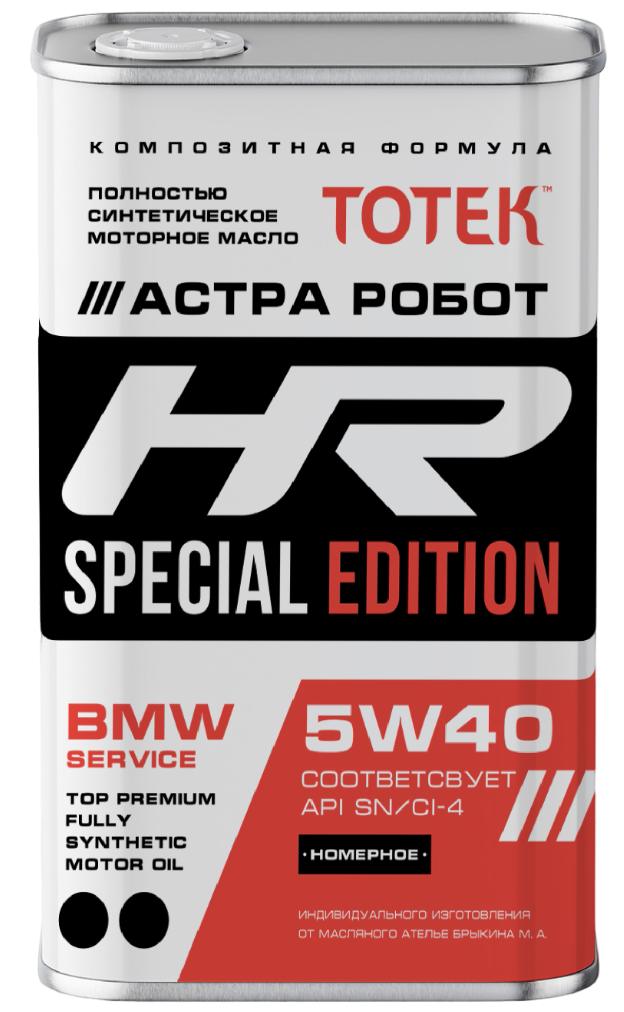 КОМПОЗИТНАЯ ФОРМУЛА
ПОЛНОСТЬЮ
СИНТЕТИЧЕСКОЕ
МОТОРНОЕ МАСЛО
ТОТЕК™
///АСТРА РОБОТ
HR
SPECIAL EDITION
BMW
SERVICE
TOP PREMIUM
FULLY
SYNTHETIC
MOTOR OIL
5W40
СООТВЕТСВУЕТ
API SN/CI-4
·НОМЕРНОЕ·
ИНДИВИДУАЛЬНОГО ИЗГОТОВЛЕНИЯ
ОТ МАСЛЯНОГО АТЕЛЬЕ БРЫКИНА М. А.